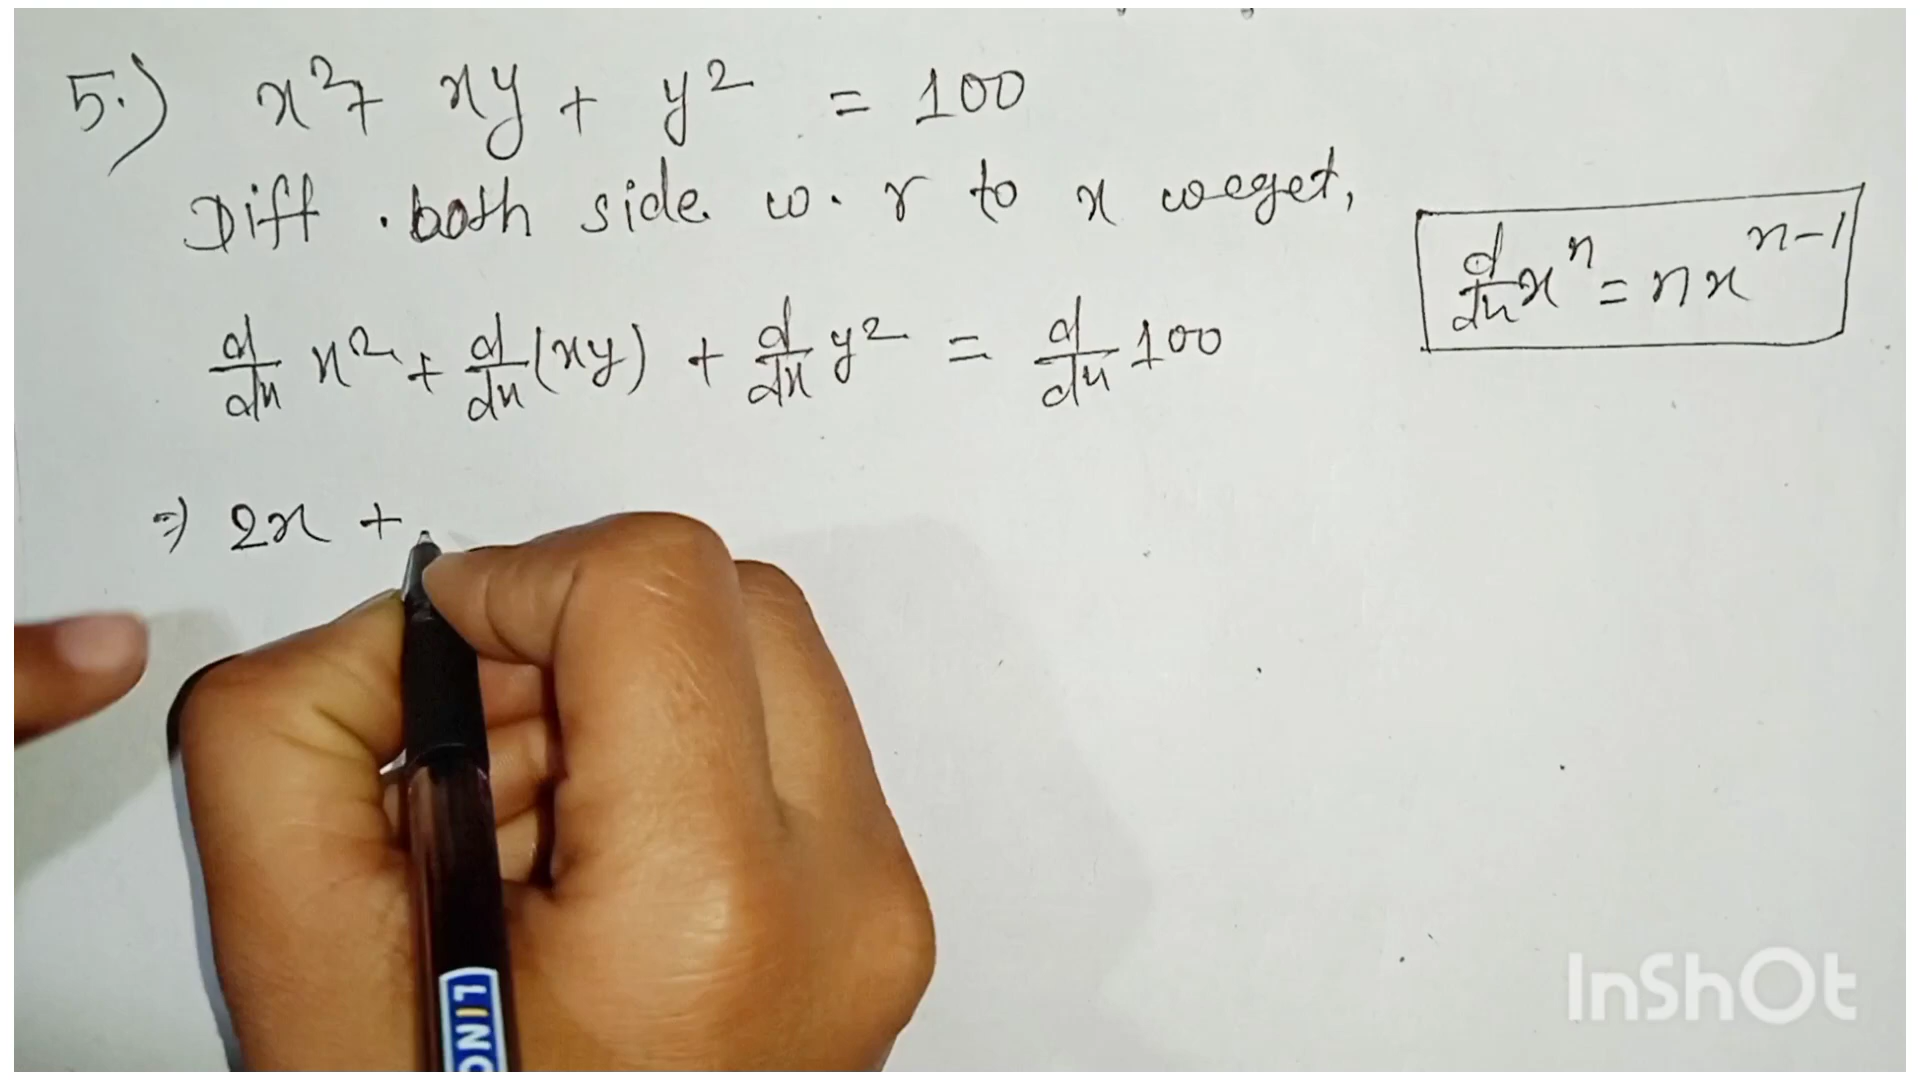 5.) x² + xy + y² = 100
Diff. both side w. r to x we get,
d/dx xⁿ = nxⁿ⁻¹
d/dx x² + d/dx (xy) + d/dx y² = d/dx 100
⇒ 2x +
LINC
InShOt